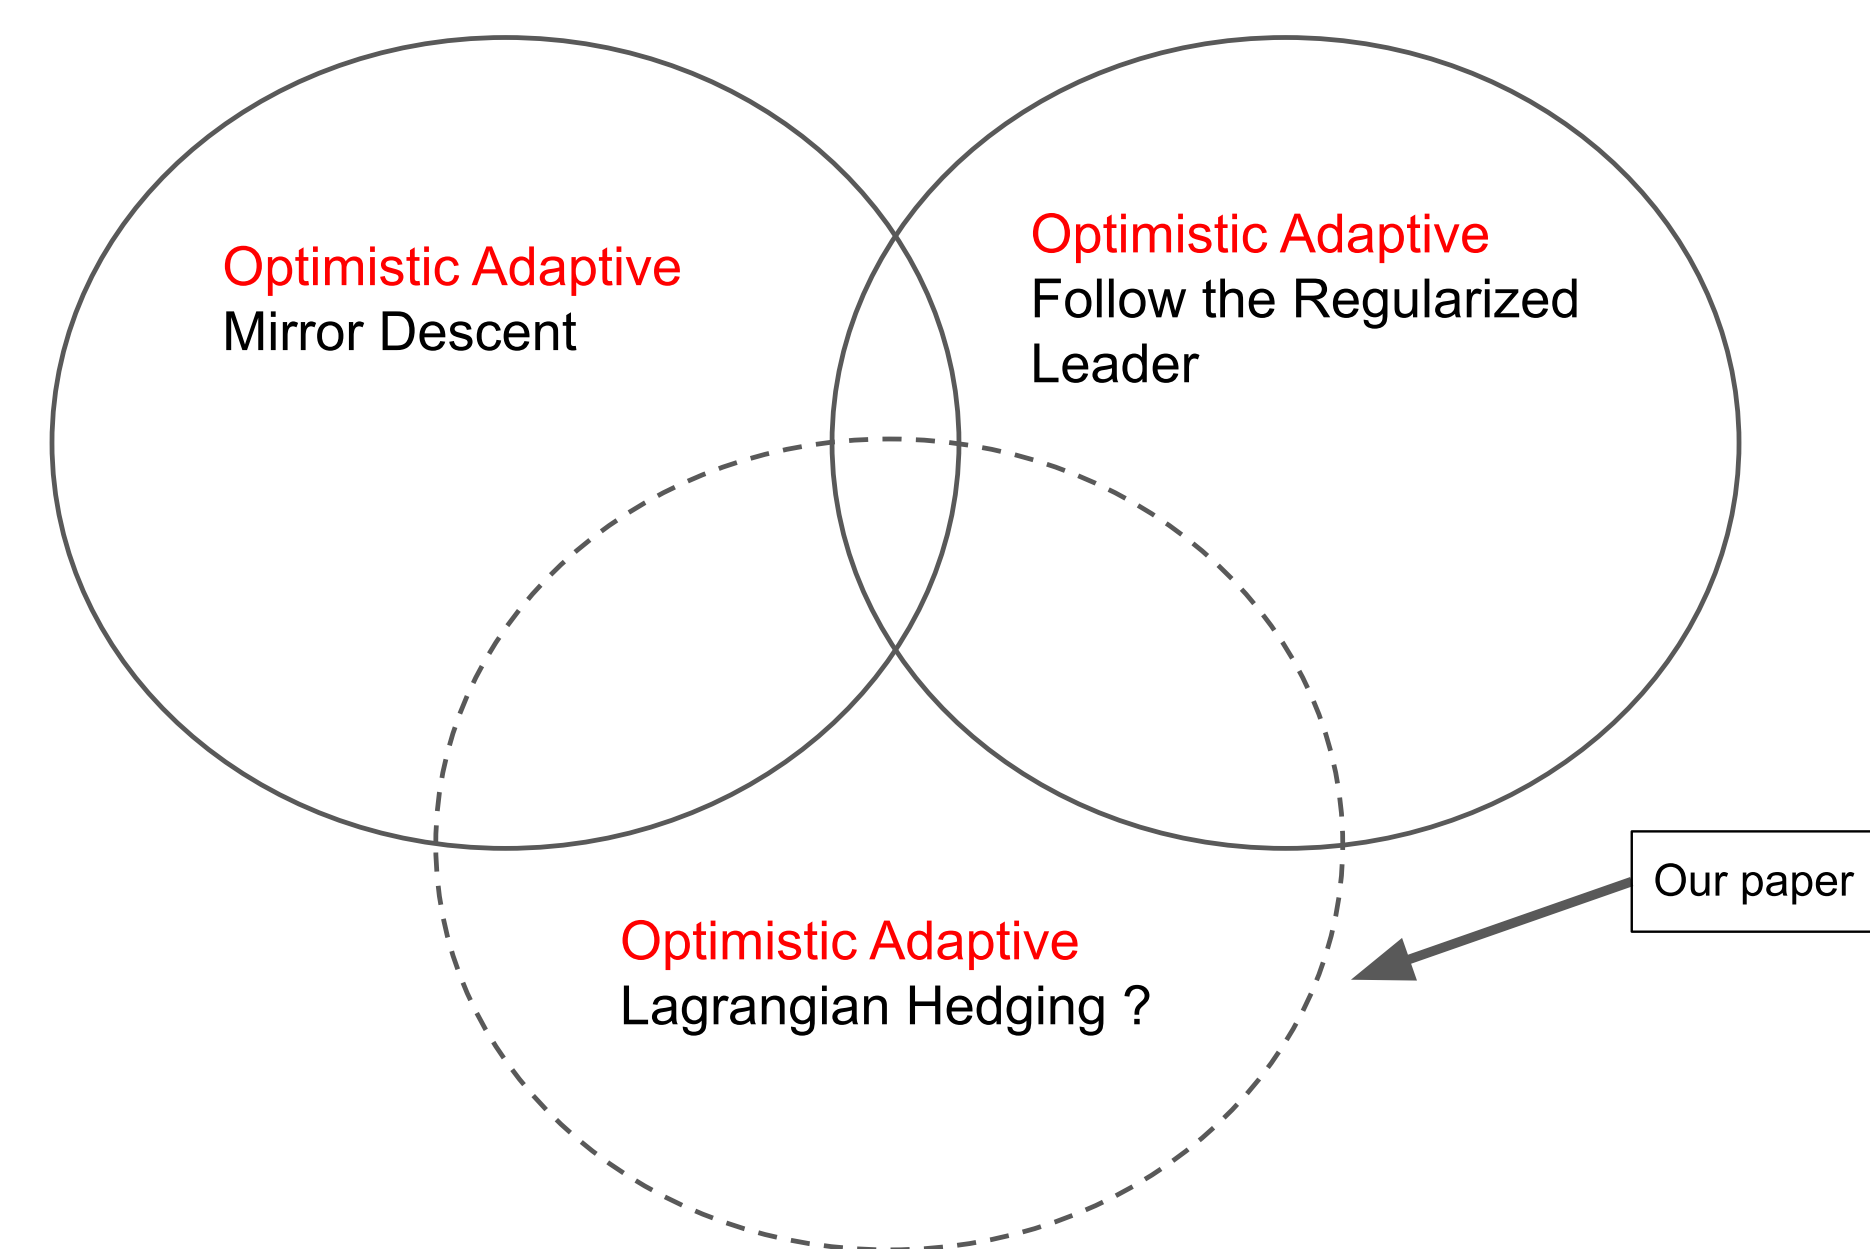 Optimistic Adaptive
Mirror Descent
Optimistic Adaptive
Follow the Regularized
Leader
Optimistic Adaptive
Lagrangian Hedging ?
Our paper